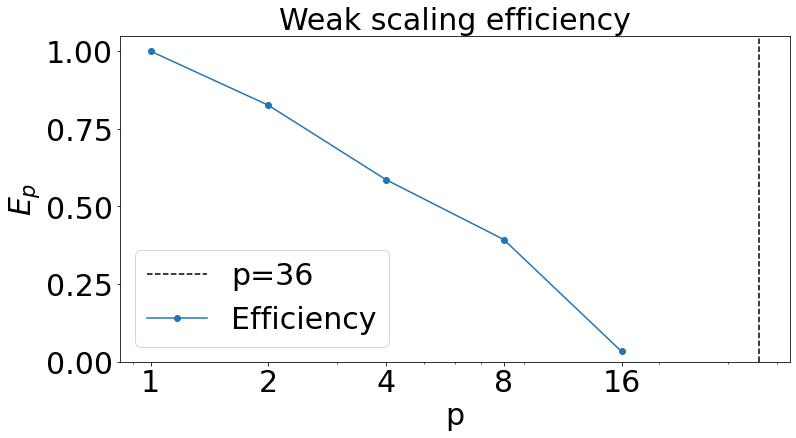 Weak scaling efficiency
1.00
0.75
0.50
0.25
0.00
E_p
p=36
Efficiency
1 2 4 8 16
p